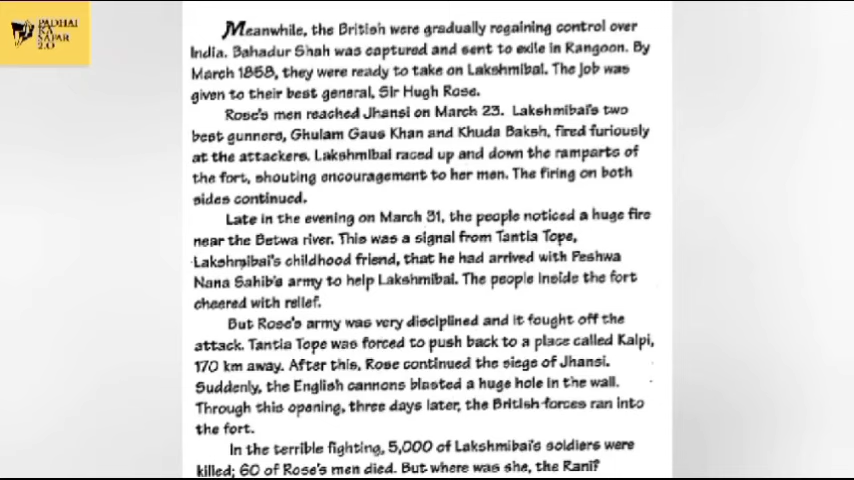 PADHAI
KA
SAFAR
2.0
Meanwhile, the British were gradually regaining control over
India. Bahadur Shah was captured and sent to exile in Rangoon. By
March 1858, they were ready to take on Lakshmibai. The job was
given to their best general, Sir Hugh Rose.
Rose's men reached Jhansi on March 23. Lakshmibai's two
best gunners, Ghulam Gaus Khan and Khuda Baksh, fired furiously
at the attackers. Lakshmibai raced up and down the ramparts of
the fort, shouting encouragement to her men. The firing on both
sides continued.
Late in the evening on March 31, the people noticed a huge fire
near the Betwa river. This was a signal from Tantia Tope,
Lakshmibai's childhood friend, that he had arrived with Peshwa
Nana Sahib's army to help Lakshmibai. The people inside the fort
cheered with relief.
But Rose's army was very disciplined and it fought off the
attack. Tantia Tope was forced to push back to a place called Kalpi,
170 km away. After this, Rose continued the siege of Jhansi.
Suddenly, the English cannons blasted a huge hole in the wall.
Through this opening, three days later, the British forces ran into
the fort.
In the terrible fighting, 5,000 of Lakshmibai's soldiers were
killed; 60 of Rose's men died. But where was she, the Rani?